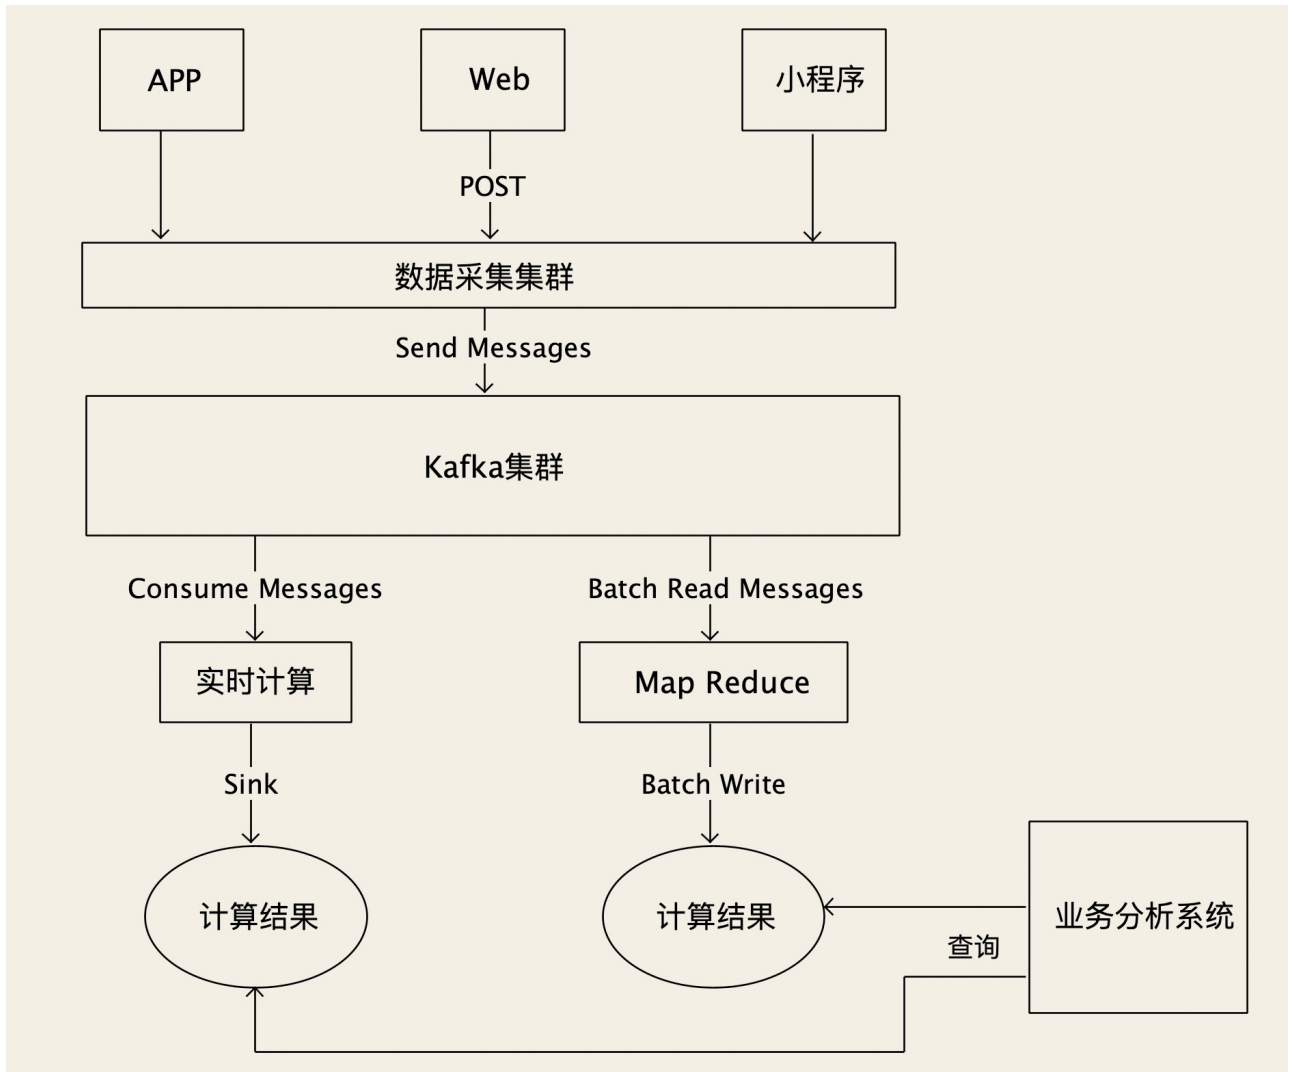 APP
Web
小程序
POST
数据采集集群
Send Messages
Kafka集群
Consume Messages
Batch Read Messages
实时计算
Map Reduce
Sink
Batch Write
计算结果
计算结果
业务分析系统
查询